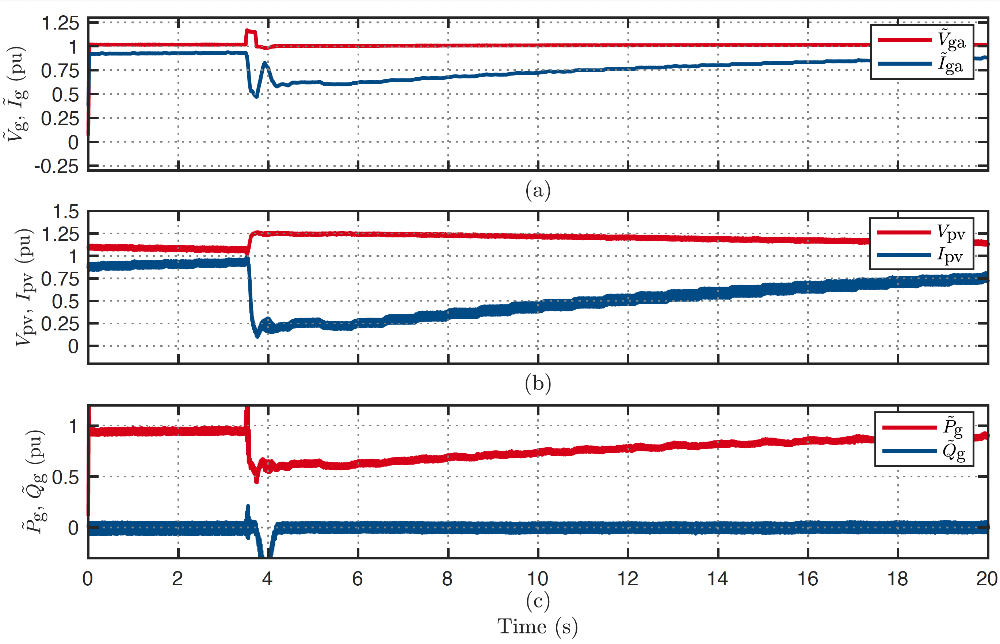 1.25
1
0.75
0.5
0.25
0
-0.25
Ṽg, Ĩg (pu)
Ṽga
Ĩga
(a)
1.5
1.25
1
0.75
0.5
0.25
0
Vpv, Ipv (pu)
Vpv
Ipv
(b)
1
0.5
0
P̃g, Q̃g (pu)
P̃g
Q̃g
0 2 4 6 8 10 12 14 16 18 20
(c)
Time (s)